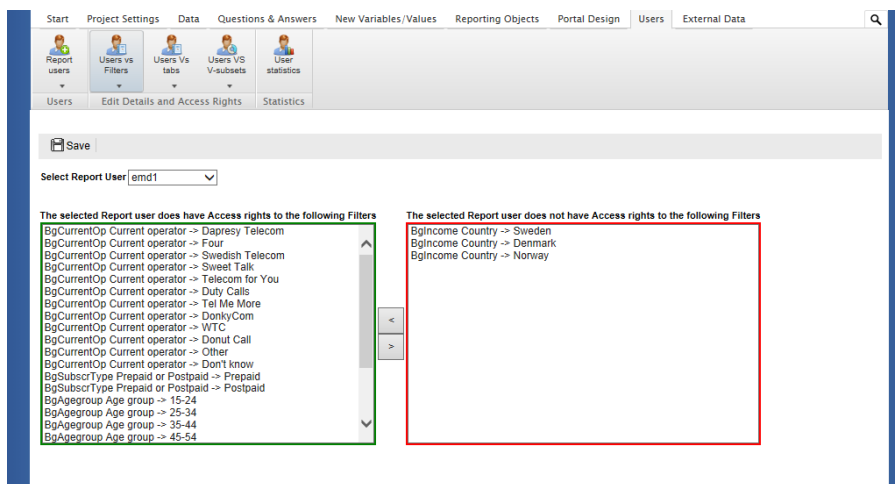 Start Project Settings Data Questions & Answers New Variables/Values Reporting Objects Portal Design Users External Data
Report users
Users vs Filters
Users Vs tabs
Users VS V-subsets
User statistics
Users Edit Details and Access Rights Statistics
Save
Select Report User emd1
The selected Report user does have Access rights to the following Filters
BgCurrentOp Current operator -> Dapresy Telecom
BgCurrentOp Current operator -> Four
BgCurrentOp Current operator -> Swedish Telecom
BgCurrentOp Current operator -> Sweet Talk
BgCurrentOp Current operator -> Telecom for You
BgCurrentOp Current operator -> Duty Calls
BgCurrentOp Current operator -> Tel Me More
BgCurrentOp Current operator -> DonkyCom
BgCurrentOp Current operator -> WTC
BgCurrentOp Current operator -> Donut Call
BgCurrentOp Current operator -> Other
BgCurrentOp Current operator -> Don't know
BgSubscrType Prepaid or Postpaid -> Prepaid
BgSubscrType Prepaid or Postpaid -> Postpaid
BgAgegroup Age group -> 15-24
BgAgegroup Age group -> 25-34
BgAgegroup Age group -> 35-44
BgAgegroup Age group -> 45-54
<
>
The selected Report user does not have Access rights to the following Filters
BgIncome Country -> Sweden
BgIncome Country -> Denmark
BgIncome Country -> Norway